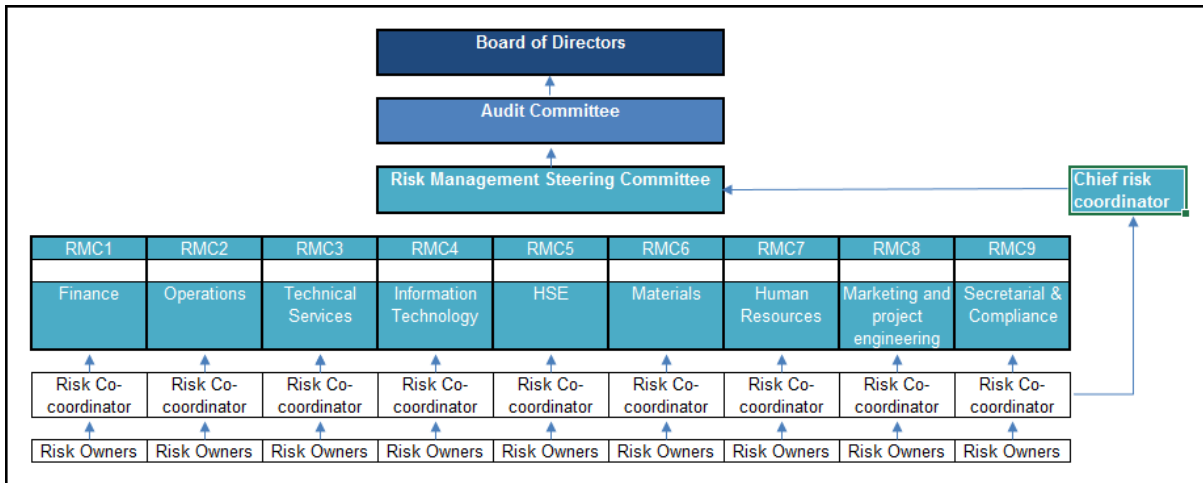 Board of Directors
Audit Committee
Risk Management Steering Committee
Chief risk
coordinator
RMC1 RMC2 RMC3 RMC4 RMC5 RMC6 RMC7 RMC8 RMC9
Finance Operations Technical Information HSE Materials Human Marketing and Secretarial &
Services Technology Resources project Compliance
engineering
Risk Co- Risk Co- Risk Co- Risk Co- Risk Co- Risk Co- Risk Co- Risk Co- Risk Co-
coordinator coordinator coordinator coordinator coordinator coordinator coordinator coordinator coordinator
Risk Owners Risk Owners Risk Owners Risk Owners Risk Owners Risk Owners Risk Owners Risk Owners Risk Owners